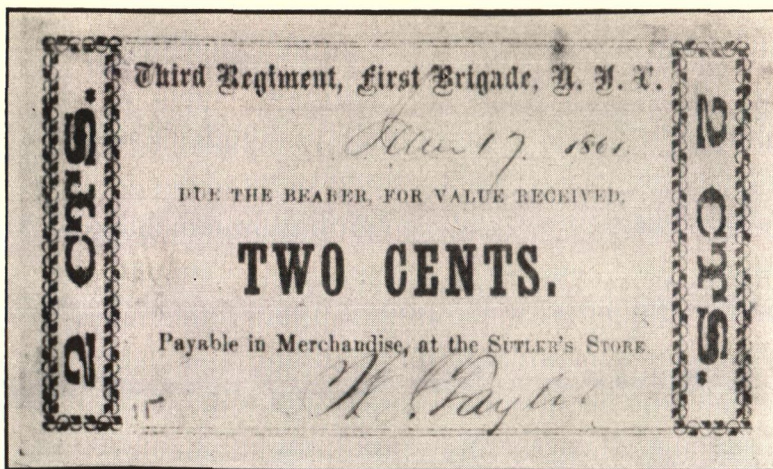 2 CTS.
Third Regiment, First Brigade, N. J. V.
17 1861.
DUE THE BEARER, FOR VALUE RECEIVED,
TWO CENTS.
Payable in Merchandise, at the SUTLER'S STORE.
Taylor
2 CTS.